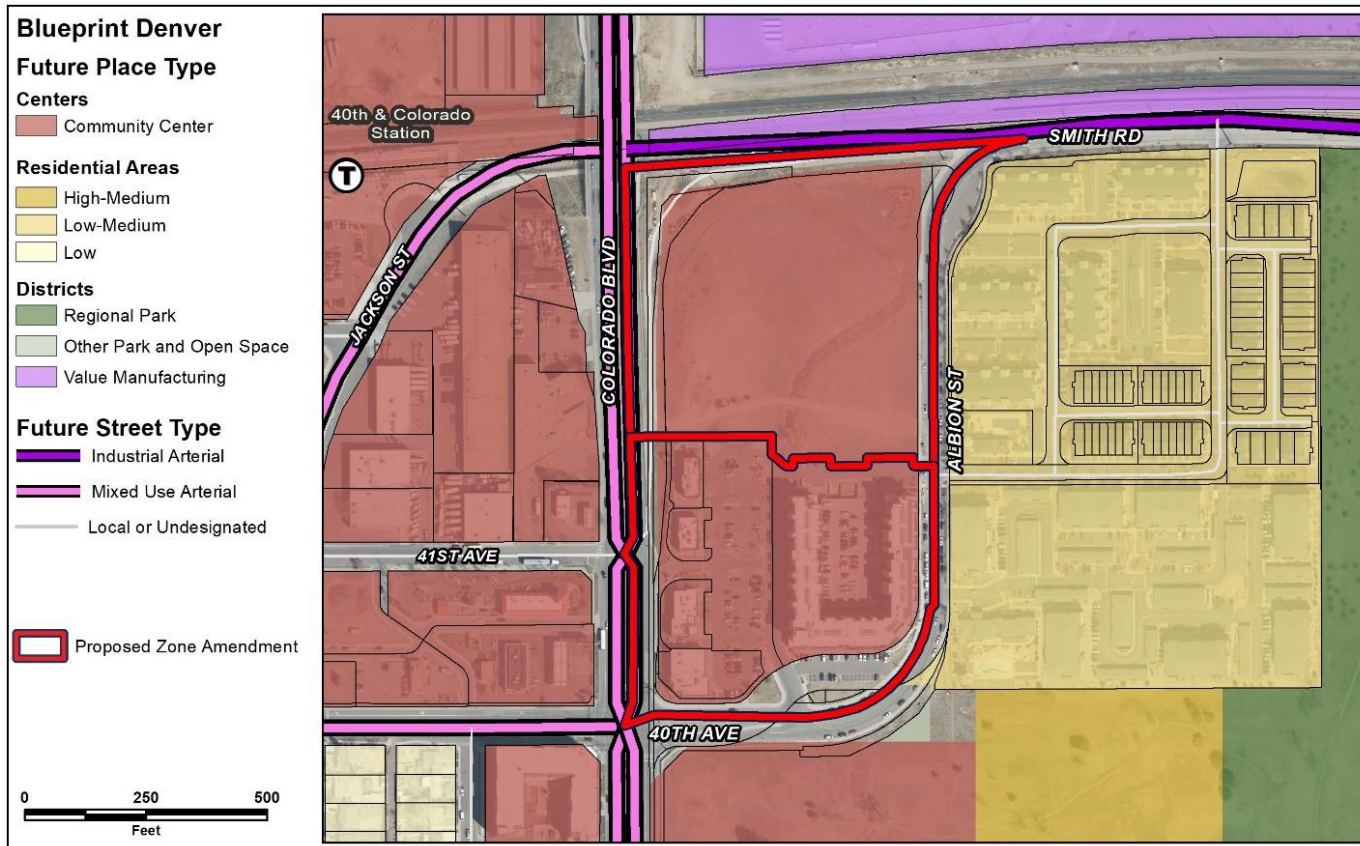 Blueprint Denver
Future Place Type
Centers
Community Center
Residential Areas
High-Medium
Low-Medium
Low
Districts
Regional Park
Other Park and Open Space
Value Manufacturing
Future Street Type
Industrial Arterial
Mixed Use Arterial
Local or Undesignated
Proposed Zone Amendment
0 250 500
Feet
40th & Colorado
Station
T
SMITH RD
JACKSON ST
COLORADO BLVD
ALBION ST
41ST AVE
40TH AVE